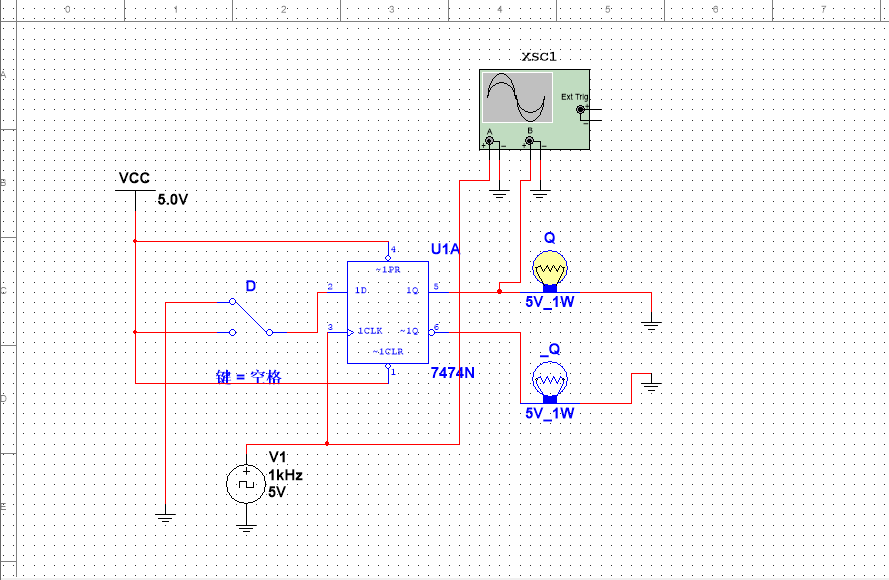 0 1 2 3 4 5 6 7
A
B
C
D
E
XSC1
Ext Trig
+
−
A
B
+ −
+ −
VCC
5.0V
4
U1A
~1PR
Q
D
2
1D
1Q
5
5V_1W
3
1CLK
~1Q
6
_Q
~1CLR
键 = 空格
1
7474N
5V_1W
V1
+
1kHz
5V